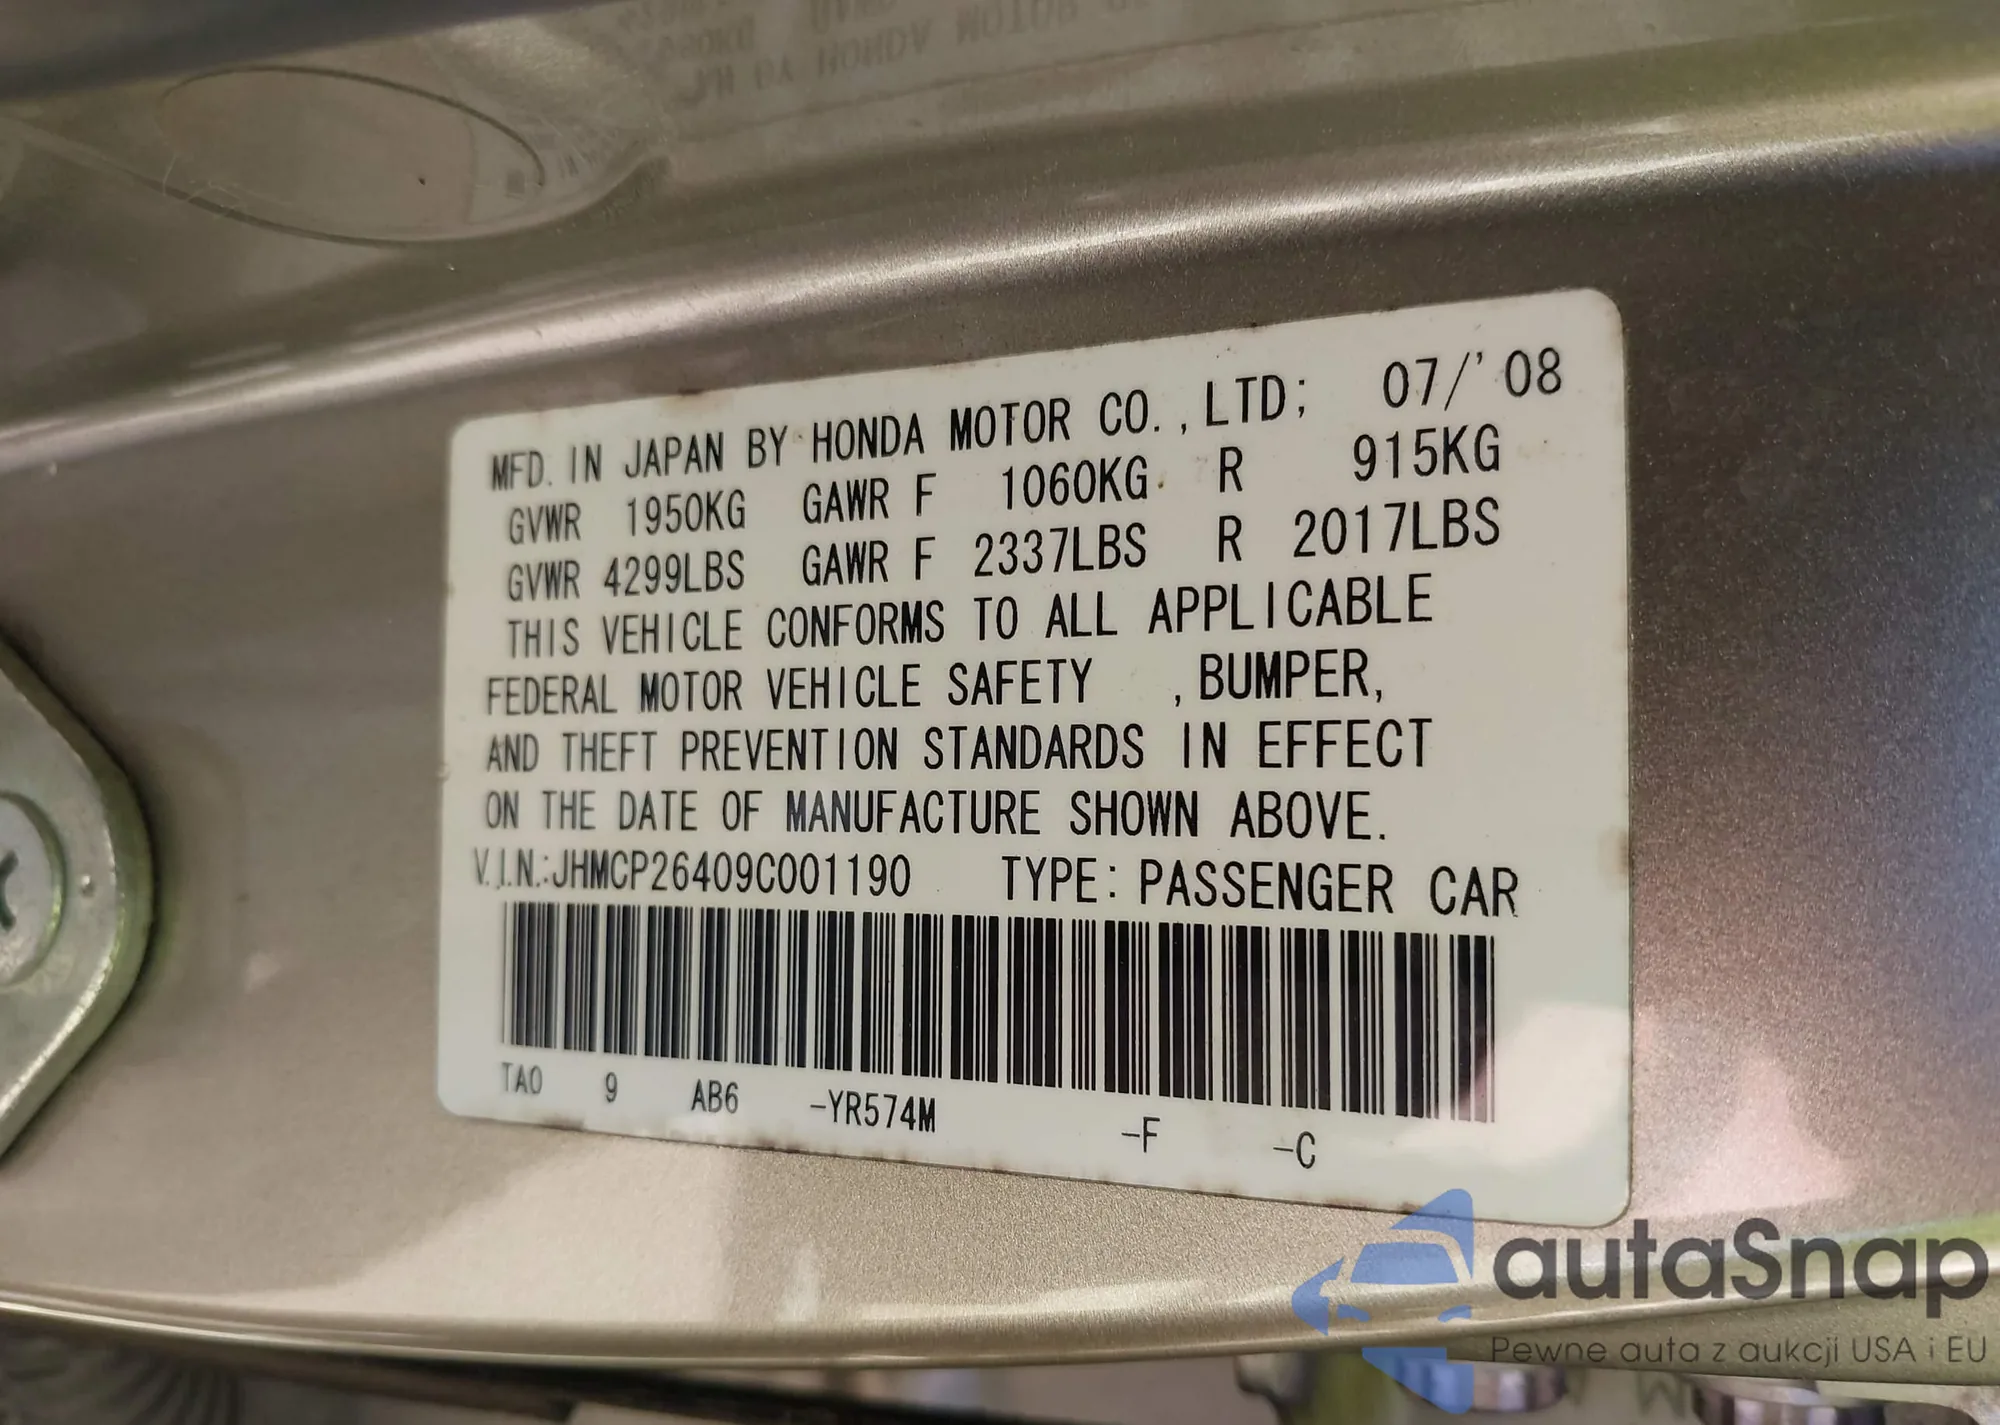 MFD. IN JAPAN BY HONDA MOTOR CO., LTD; 07/'08
GVWR 1950KG GAWR F 1060KG R 915KG
GVWR 4299LBS GAWR F 2337LBS R 2017LBS
THIS VEHICLE CONFORMS TO ALL APPLICABLE
FEDERAL MOTOR VEHICLE SAFETY , BUMPER,
AND THEFT PREVENTION STANDARDS IN EFFECT
ON THE DATE OF MANUFACTURE SHOWN ABOVE.
V.I.N.:JHMCP26409C001190 TYPE: PASSENGER CAR
TA0 9 AB6 -YR574M -F -C
autaSnap
Pewne auta z aukcji USA i EU